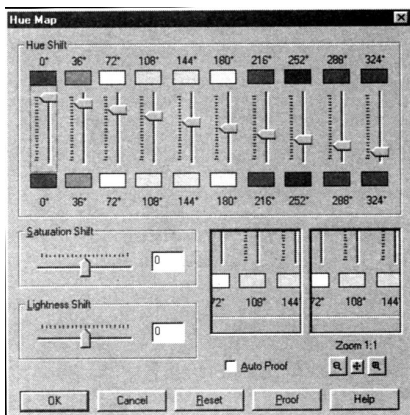 Hue Map
Hue Shift
0° 36° 72° 108° 144° 180° 216° 252° 288° 324°
0° 36° 72° 108° 144° 180° 216° 252° 288° 324°
Saturation Shift
0
72° 108° 144 72° 108° 144
Lightness Shift
0
Zoom 1:1
Auto Proof
OK Cancel Reset Proof Help